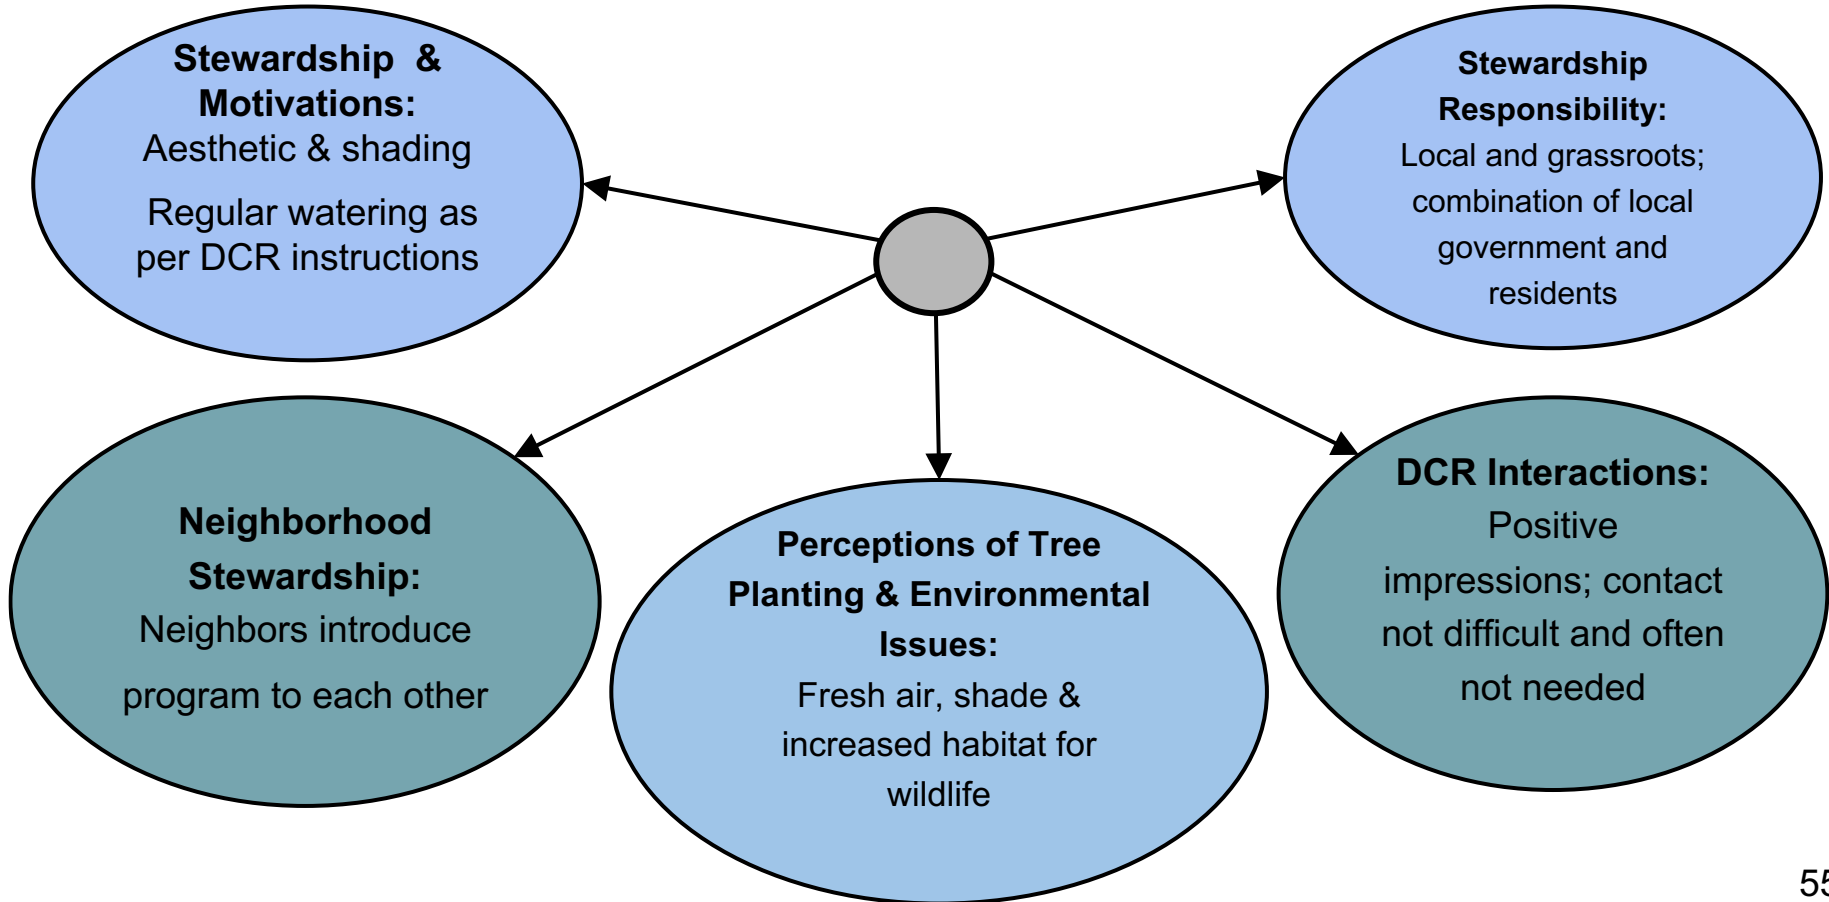 Stewardship &
Motivations:
Aesthetic & shading
Regular watering as
per DCR instructions
Stewardship
Responsibility:
Local and grassroots;
combination of local
government and
residents
Neighborhood
Stewardship:
Neighbors introduce
program to each other
Perceptions of Tree
Planting & Environmental
Issues:
Fresh air, shade &
increased habitat for
wildlife
DCR Interactions:
Positive
impressions; contact
not difficult and often
not needed
55